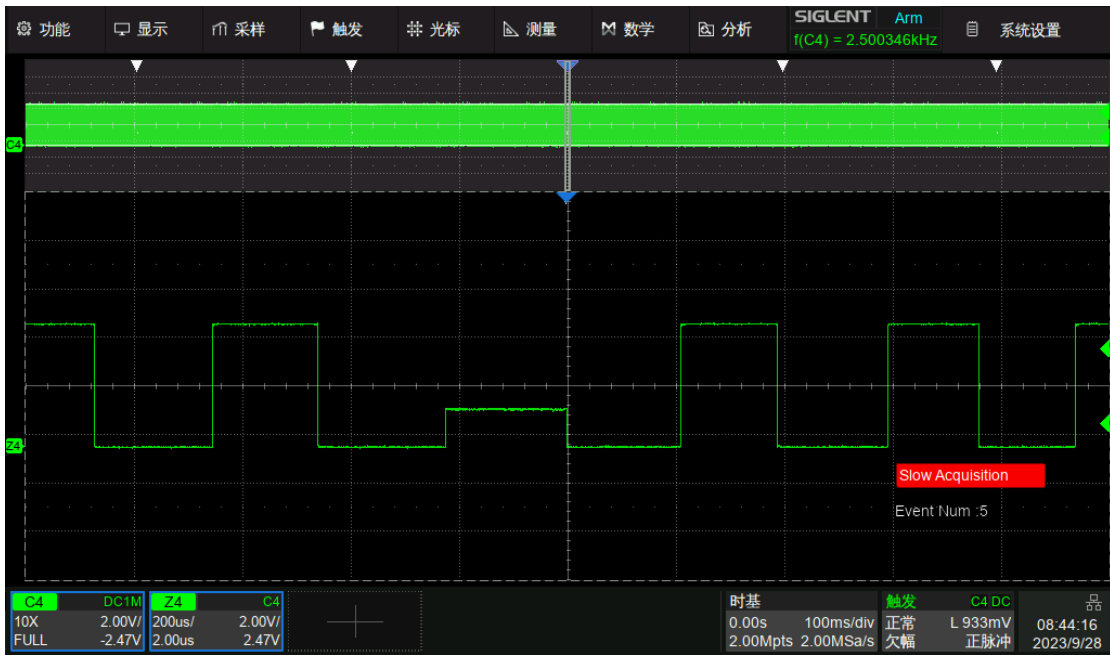 功能 显示 采样 触发 光标 测量 数学 分析 SIGLENT Arm 系统设置
f(C4) = 2.500346kHz
C4
Z4
Slow Acquisition
Event Num :5
C4 DC1M Z4 C4 时基 触发 C4 DC
10X 2.00V/ 200us/ 2.00V/ 0.00s 100ms/div 正常 L 933mV 08:44:16
FULL -2.47V 2.00us 2.47V 2.00Mpts 2.00MSa/s 欠幅 正脉冲 2023/9/28